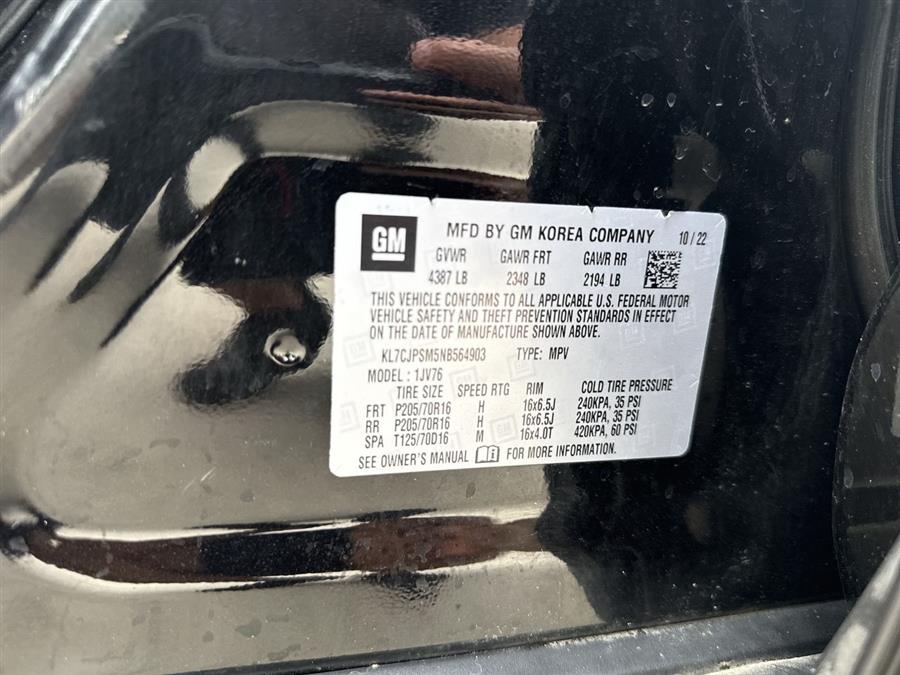 GM MFD BY GM KOREA COMPANY 10/22
GVWR GAWR FRT GAWR RR
4387 LB 2348 LB 2194 LB
THIS VEHICLE CONFORMS TO ALL APPLICABLE U.S. FEDERAL MOTOR
VEHICLE SAFETY AND THEFT PREVENTION STANDARDS IN EFFECT
ON THE DATE OF MANUFACTURE SHOWN ABOVE.
KL7CJPSM5NB564903 TYPE: MPV
MODEL: 1JV76
TIRE SIZE SPEED RTG RIM COLD TIRE PRESSURE
FRT P205/70R16 H 16x6.5J 240KPA, 35 PSI
RR P205/70R16 H 16x6.5J 240KPA, 35 PSI
SPA T125/70D16 M 16x4.0T 420KPA, 60 PSI
SEE OWNER'S MANUAL FOR MORE INFORMATION.